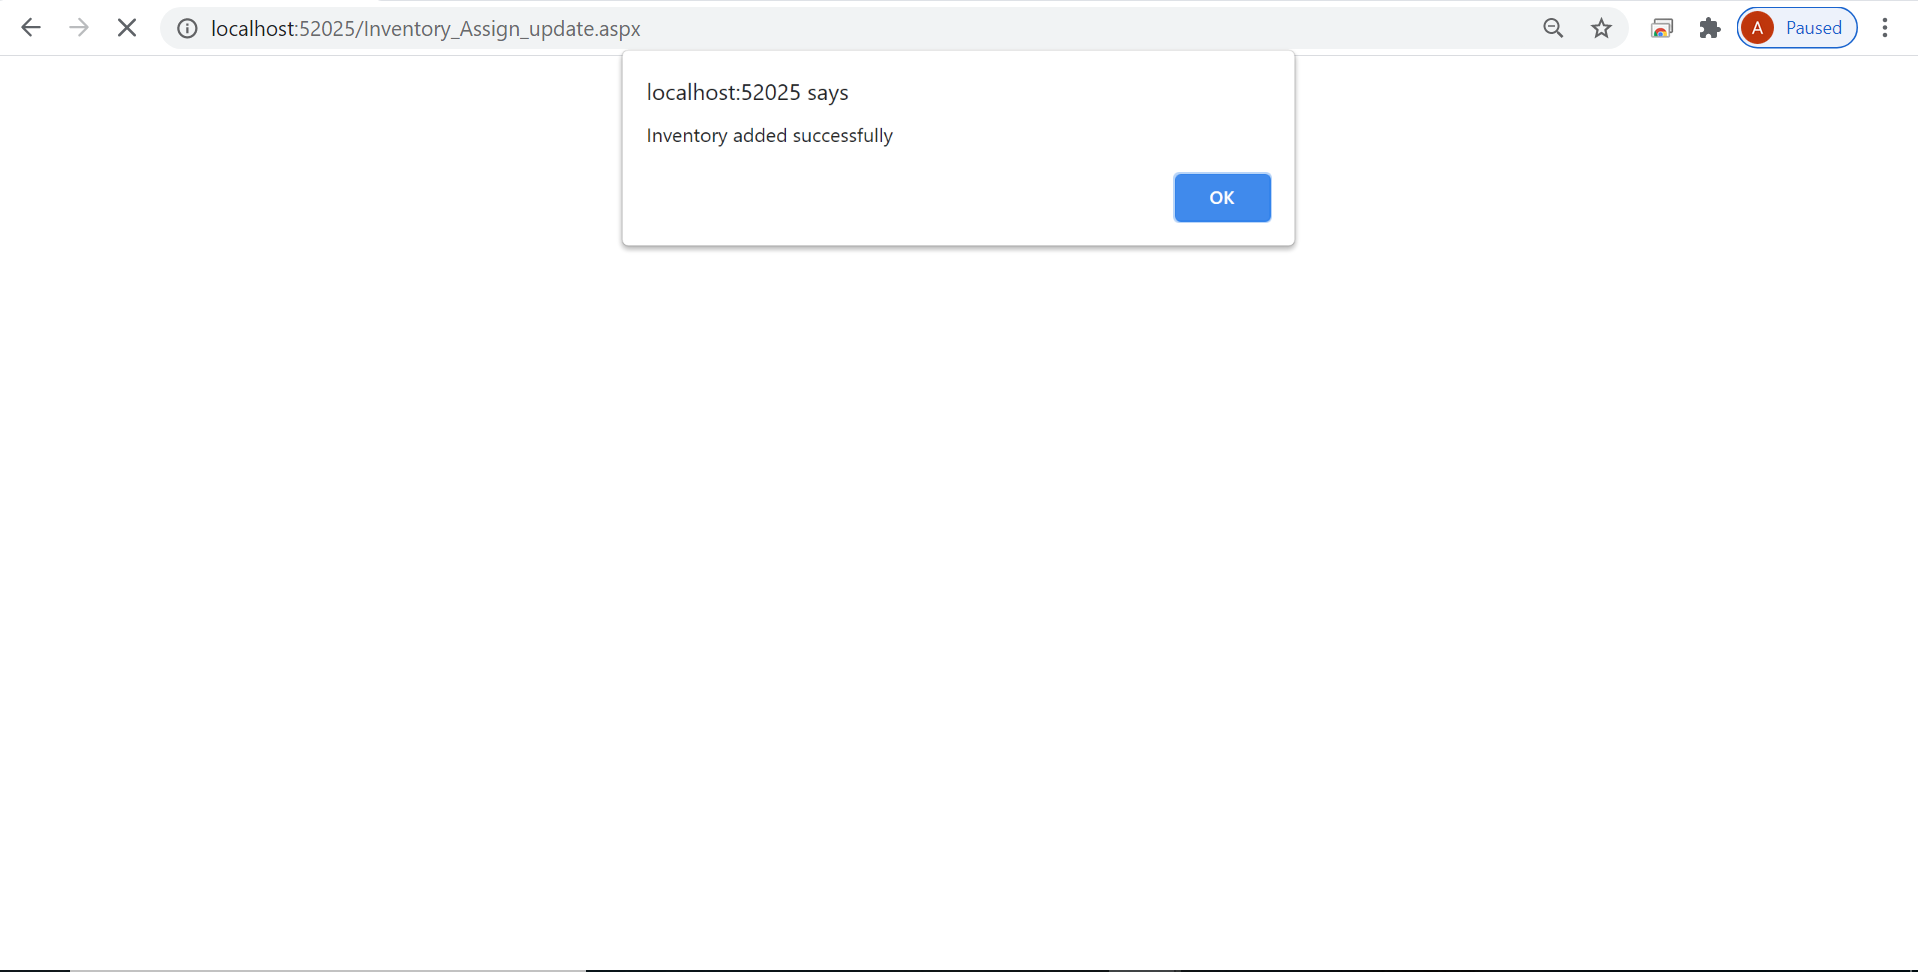 localhost:52025/Inventory_Assign_update.aspx
A Paused
localhost:52025 says
Inventory added successfully
OK